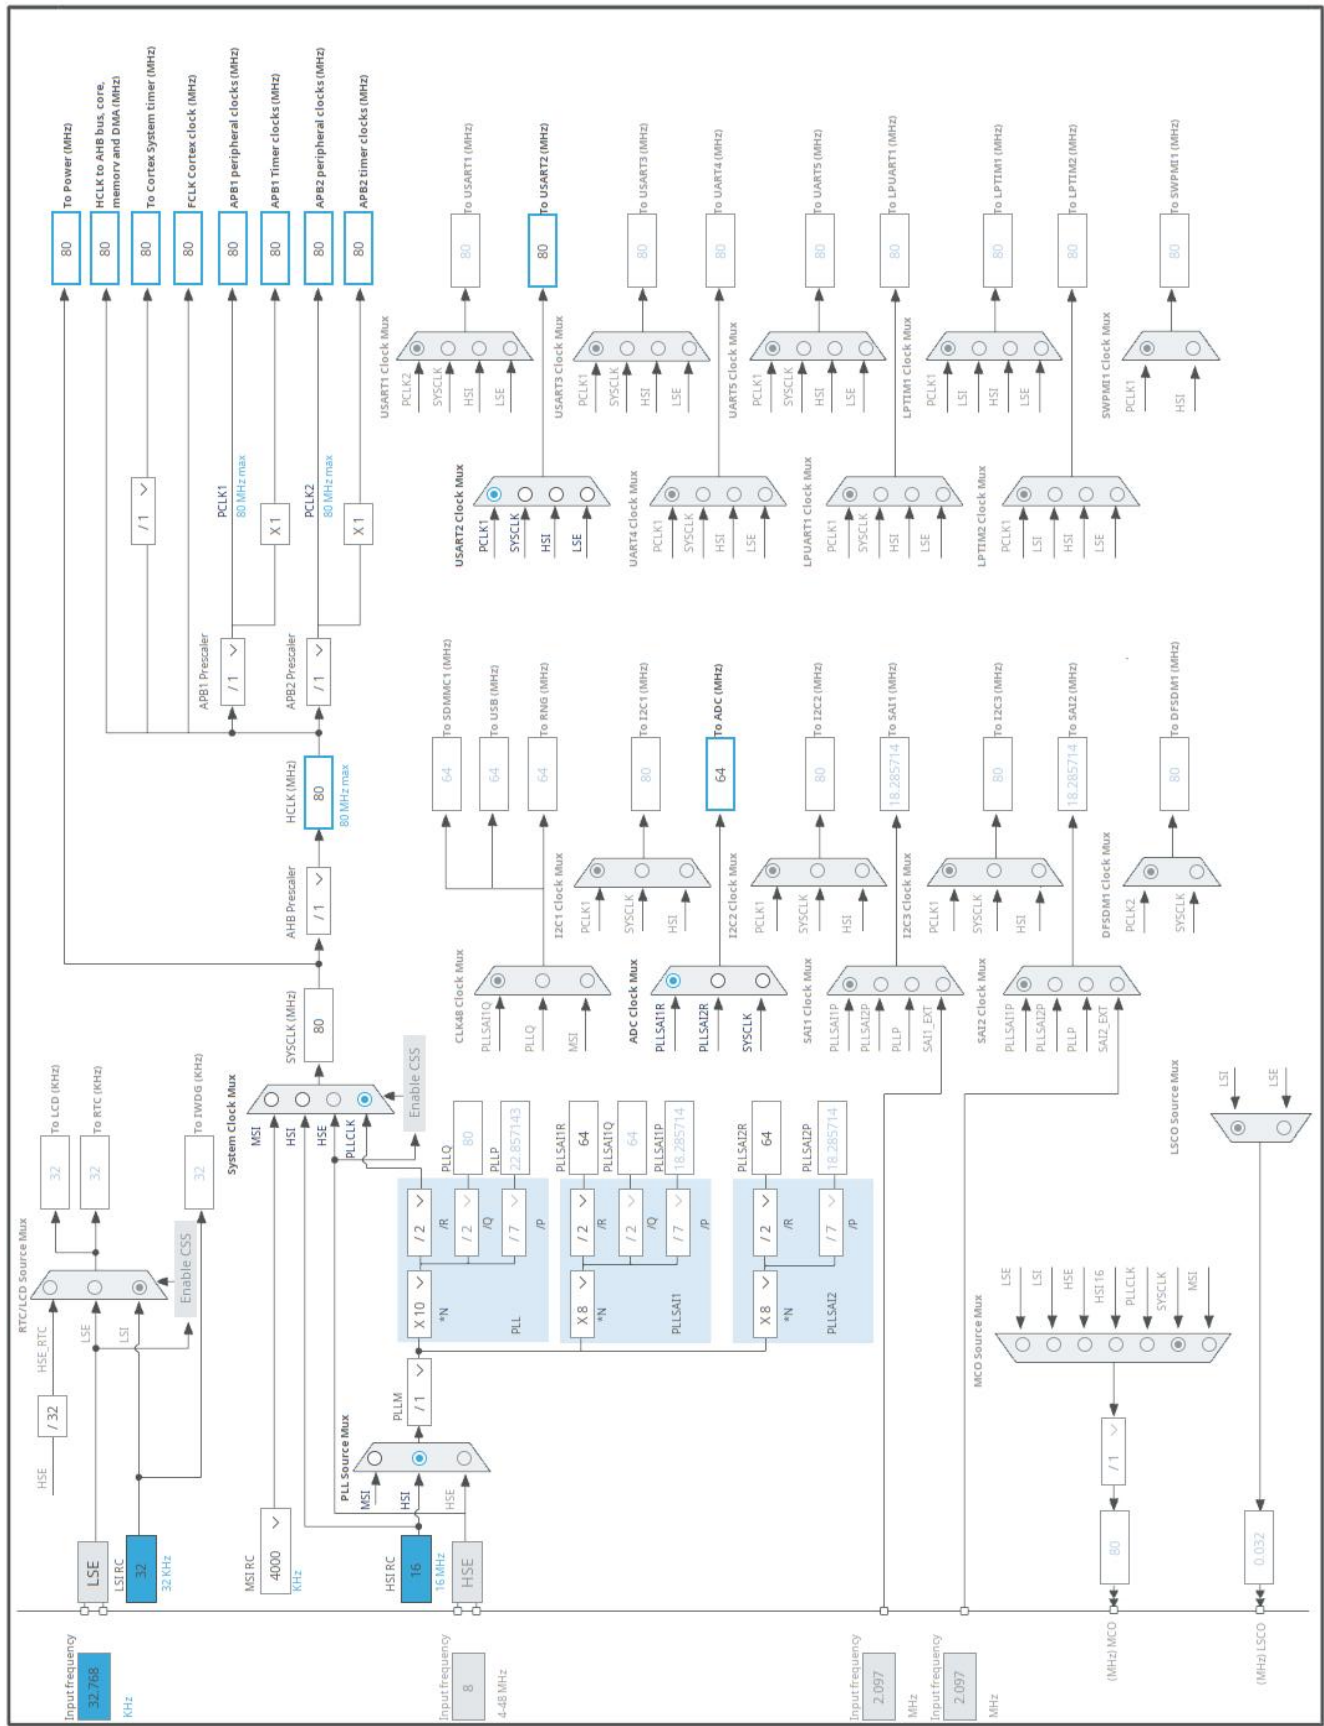 Input frequency
32.768
KHz
LSE
LSI RC
32
32 KHz
HSE
/ 32
HSE_RTC
LSE
LSI
RTC/LCD Source Mux
Enable CSS
32
To LCD (KHz)
32
To RTC (KHz)
32
To IWDG (KHz)
MSI RC
4000
KHz
HSI RC
16
16 MHz
Input frequency
8
4-48 MHz
HSE
PLL Source Mux
MSI
HSI
HSE
PLLM
/ 1
X 10
*N
PLL
/ 2
/R
/ 2
/Q
/ 7
/P
PLLQ
80
PLLP
22.857143
X 8
*N
PLLSAI1
/ 2
/R
/ 2
/Q
/ 7
/P
PLLSAI1R
64
PLLSAI1Q
64
PLLSAI1P
18.285714
X 8
*N
PLLSAI2
/ 2
/R
/ 7
/P
PLLSAI2R
64
PLLSAI2P
18.285714
System Clock Mux
MSI
HSI
HSE
PLLCLK
Enable CSS
SYSCLK (MHz)
80
AHB Prescaler
/ 1
HCLK (MHz)
80
80 MHz max
APB1 Prescaler
/ 1
APB2 Prescaler
/ 1
/ 1
PCLK1
80 MHz max
X 1
PCLK2
80 MHz max
X 1
80
To Power (MHz)
80
HCLK to AHB bus, core,
memory and DMA (MHz)
80
To Cortex System timer (MHz)
80
FCLK Cortex clock (MHz)
80
APB1 peripheral clocks (MHz)
80
APB1 Timer clocks (MHz)
80
APB2 peripheral clocks (MHz)
80
APB2 timer clocks (MHz)
CLK48 Clock Mux
PLLSAI1Q
PLLQ
MSI
64
To SDMMC1 (MHz)
64
To USB (MHz)
64
To RNG (MHz)
I2C1 Clock Mux
PCLK1
SYSCLK
HSI
80
To I2C1 (MHz)
ADC Clock Mux
PLLSAI1R
PLLSAI2R
SYSCLK
64
To ADC (MHz)
I2C2 Clock Mux
PCLK1
SYSCLK
HSI
80
To I2C2 (MHz)
SAI1 Clock Mux
PLLSAI1P
PLLSAI2P
PLLP
SAI1_EXT
18.285714
To SAI1 (MHz)
I2C3 Clock Mux
PCLK1
SYSCLK
HSI
80
To I2C3 (MHz)
SAI2 Clock Mux
PLLSAI1P
PLLSAI2P
PLLP
SAI2_EXT
18.285714
To SAI2 (MHz)
DFSDM1 Clock Mux
PCLK2
SYSCLK
80
To DFSDM1 (MHz)
USART1 Clock Mux
PCLK2
SYSCLK
HSI
LSE
80
To USART1 (MHz)
USART2 Clock Mux
PCLK1
SYSCLK
HSI
LSE
80
To USART2 (MHz)
USART3 Clock Mux
PCLK1
SYSCLK
HSI
LSE
80
To USART3 (MHz)
UART4 Clock Mux
PCLK1
SYSCLK
HSI
LSE
80
To UART4 (MHz)
UART5 Clock Mux
PCLK1
SYSCLK
HSI
LSE
80
To UART5 (MHz)
LPUART1 Clock Mux
PCLK1
SYSCLK
HSI
LSE
80
To LPUART1 (MHz)
LPTIM1 Clock Mux
PCLK1
LSI
HSI
LSE
80
To LPTIM1 (MHz)
LPTIM2 Clock Mux
PCLK1
LSI
HSI
LSE
80
To LPTIM2 (MHz)
SWPMI1 Clock Mux
PCLK1
HSI
80
To SWPMI1 (MHz)
Input frequency
2.097
MHz
Input frequency
2.097
MHz
MCO Source Mux
LSE
LSI
HSE
HSI 16
PLLCLK
SYSCLK
MSI
/ 1
80
(MHz) MCO
LSCO Source Mux
LSI
LSE
0.032
(MHz) LSCO